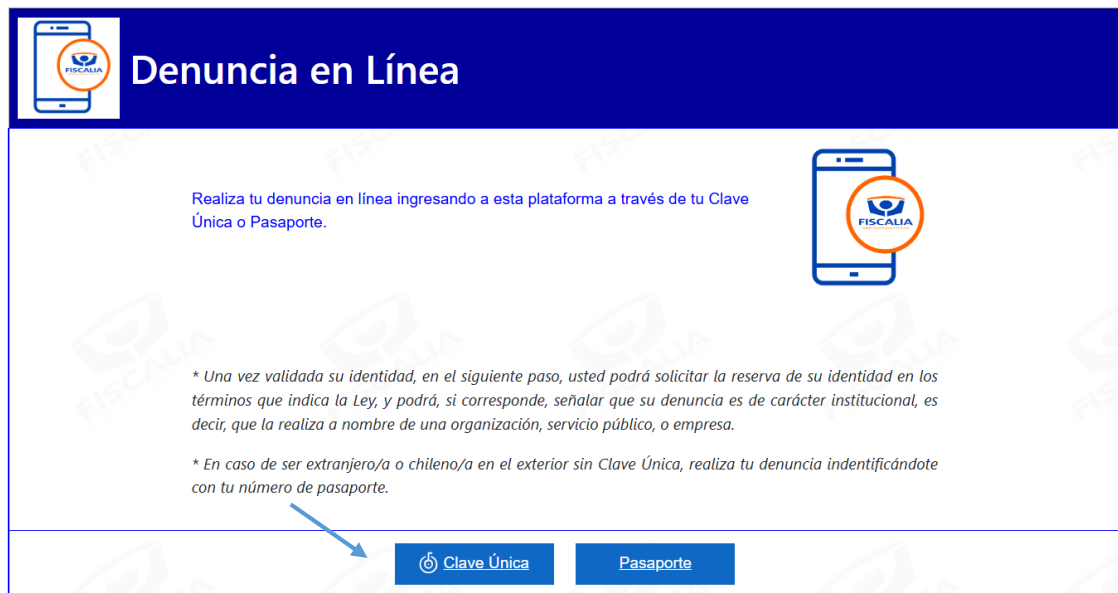 FISCALIA
Denuncia en Línea
Realiza tu denuncia en línea ingresando a esta plataforma a través de tu Clave
Única o Pasaporte.
FISCALIA
* Una vez validada su identidad, en el siguiente paso, usted podrá solicitar la reserva de su identidad en los
términos que indica la Ley, y podrá, si corresponde, señalar que su denuncia es de carácter institucional, es
decir, que la realiza a nombre de una organización, servicio público, o empresa.
* En caso de ser extranjero/a o chileno/a en el exterior sin Clave Única, realiza tu denuncia indentificándote
con tu número de pasaporte.
Clave Única
Pasaporte